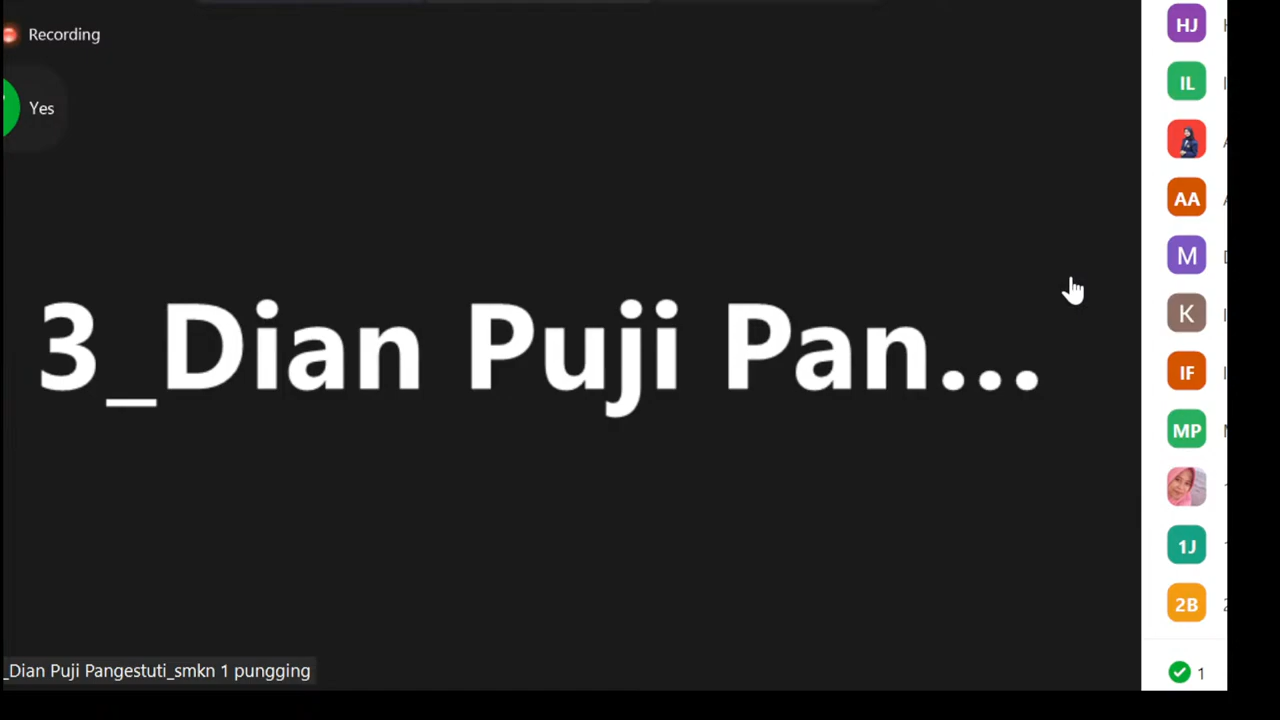 Recording
Yes
3_Dian Puji Pan...
_Dian Puji Pangestuti_smkn 1 pungging
HJ
IL
AA
M
K
IF
MP
1J
2B
1